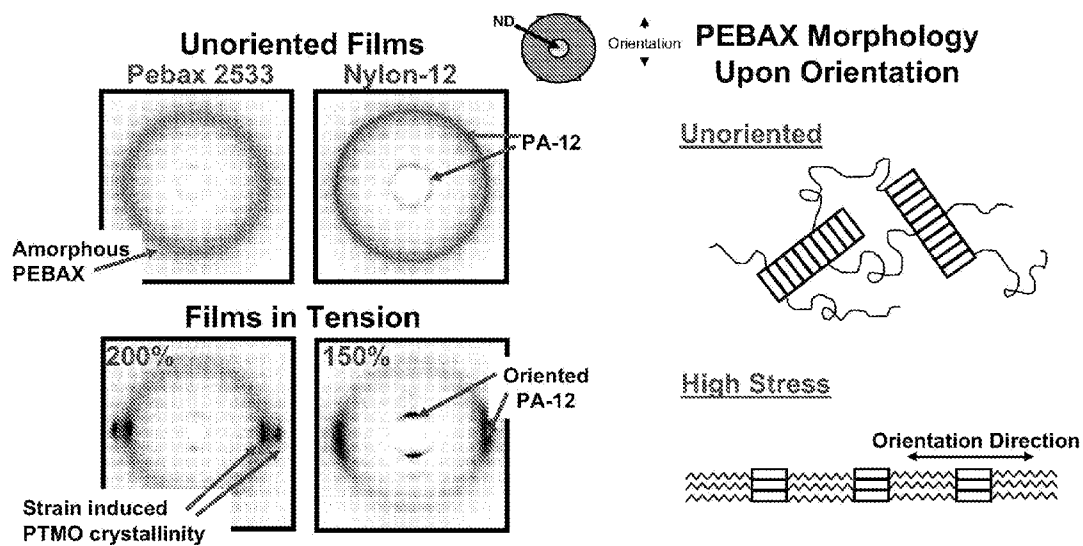 Unoriented Films
Pebax 2533
Nylon-12
ND
Orientation
PA-12
Amorphous
PEBAX
Films in Tension
200%
150%
Oriented
PA-12
Strain induced
PTMO crystallinity
PEBAX Morphology
Upon Orientation
Unoriented
High Stress
Orientation Direction